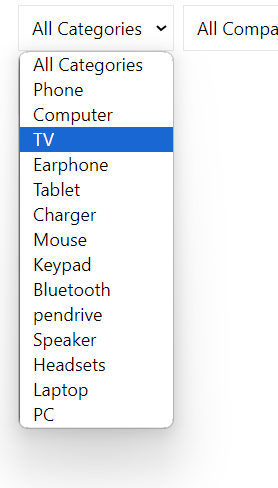 All Categories All Compa
All Categories
Phone
Computer
TV
Earphone
Tablet
Charger
Mouse
Keypad
Bluetooth
pendrive
Speaker
Headsets
Laptop
PC